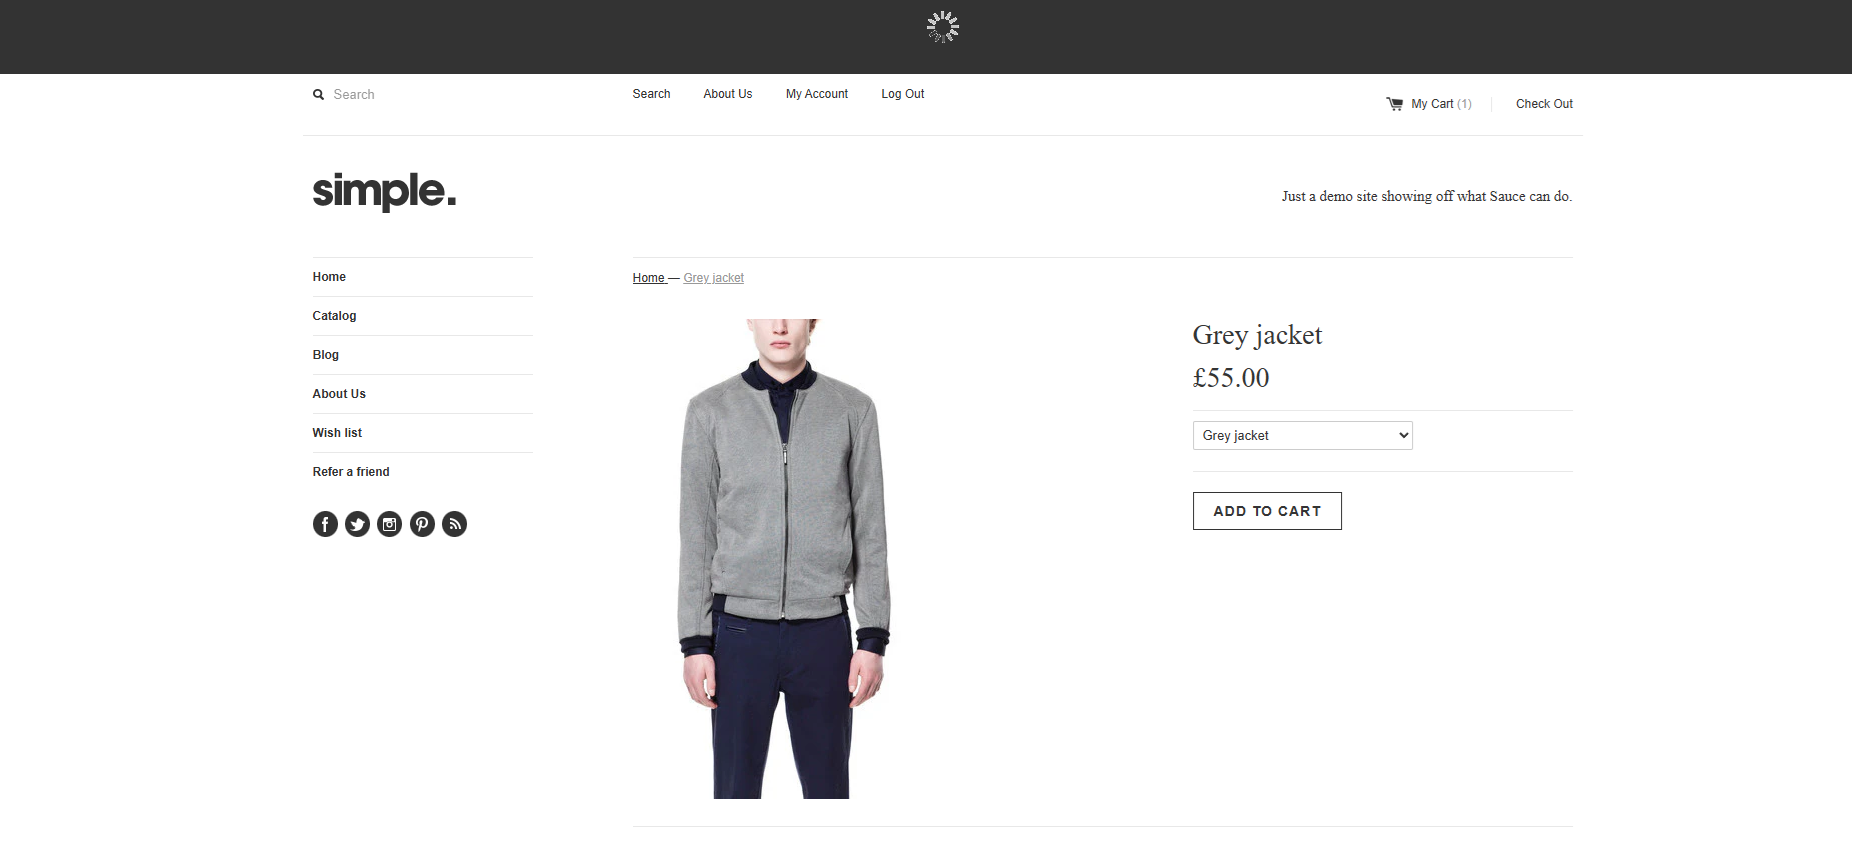 Search
Search About Us My Account Log Out
My Cart (1) Check Out
simple.
Just a demo site showing off what Sauce can do.
Home
Catalog
Blog
About Us
Wish list
Refer a friend
Home — Grey jacket
Grey jacket
£55.00
Grey jacket
ADD TO CART